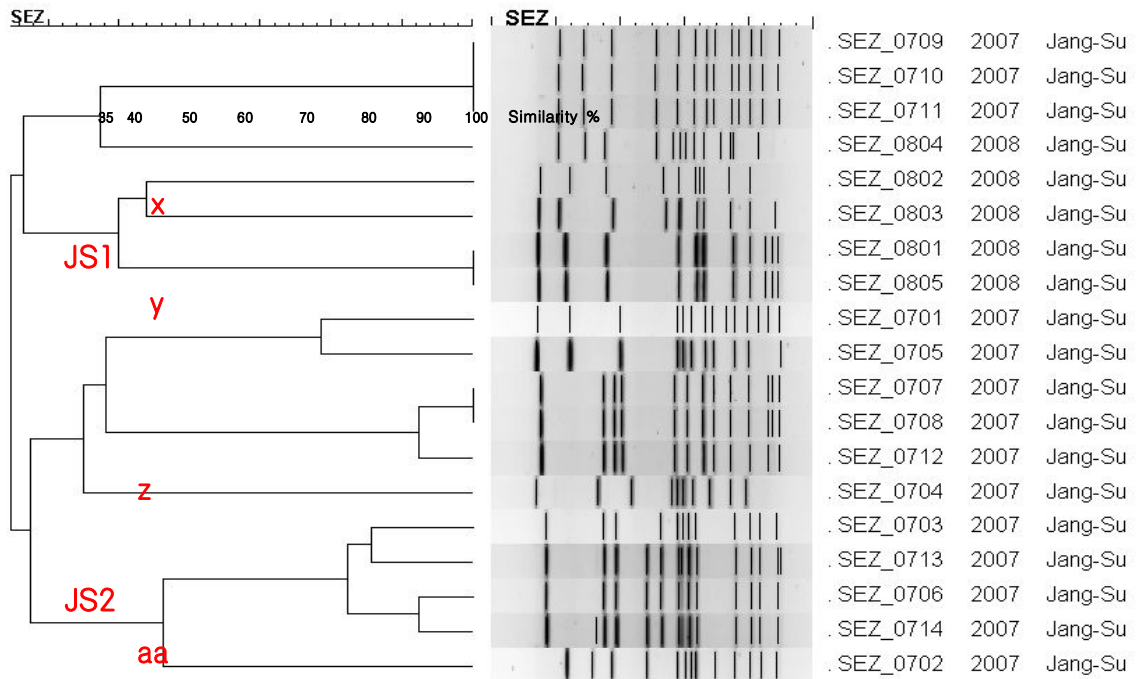 SEZ SEZ
. SEZ_0709 2007 Jang-Su
. SEZ_0710 2007 Jang-Su
. SEZ_0711 2007 Jang-Su
35 40 50 60 70 80 90 100 Similarity %
. SEZ_0804 2008 Jang-Su
. SEZ_0802 2008 Jang-Su
x
. SEZ_0803 2008 Jang-Su
JS1
. SEZ_0801 2008 Jang-Su
. SEZ_0805 2008 Jang-Su
y
. SEZ_0701 2007 Jang-Su
. SEZ_0705 2007 Jang-Su
. SEZ_0707 2007 Jang-Su
. SEZ_0708 2007 Jang-Su
. SEZ_0712 2007 Jang-Su
z
. SEZ_0704 2007 Jang-Su
. SEZ_0703 2007 Jang-Su
. SEZ_0713 2007 Jang-Su
JS2
. SEZ_0706 2007 Jang-Su
. SEZ_0714 2007 Jang-Su
aa
. SEZ_0702 2007 Jang-Su